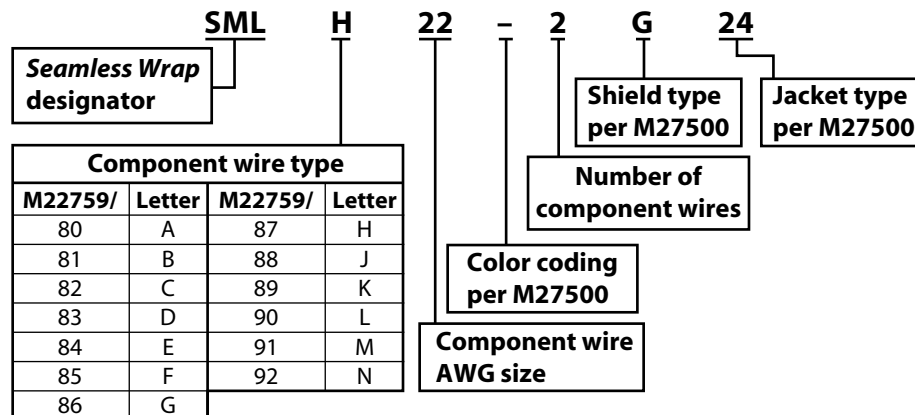 SML H 22 – 2 G 24
Seamless Wrap
designator
Shield type
per M27500
Jacket type
per M27500
Component wire type
M22759/ Letter M22759/ Letter
80 A 87 H
81 B 88 J
82 C 89 K
83 D 90 L
84 E 91 M
85 F 92 N
86 G
Number of
component wires
Color coding
per M27500
Component wire
AWG size